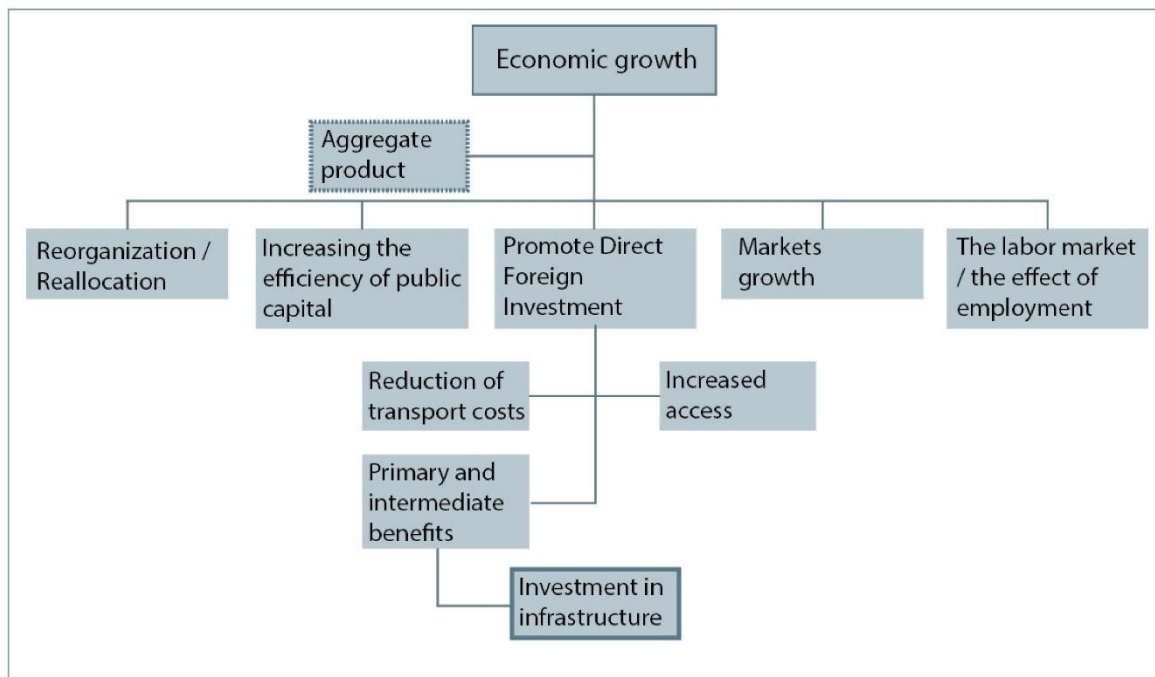 Economic growth
Aggregate
product
Reorganization /
Reallocation
Increasing the
efficiency of public
capital
Promote Direct
Foreign
Investment
Markets
growth
The labor market
/ the effect of
employment
Reduction of
transport costs
Increased
access
Primary and
intermediate
benefits
Investment in
infrastructure